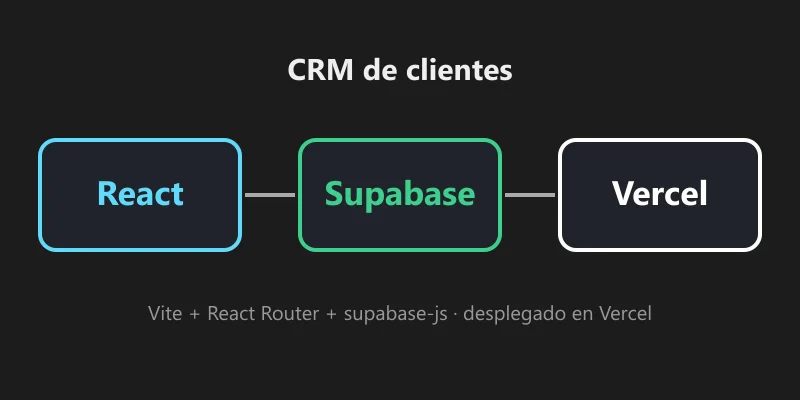 CRM de clientes
React
Supabase
Vercel
Vite + React Router + supabase-js · desplegado en Vercel